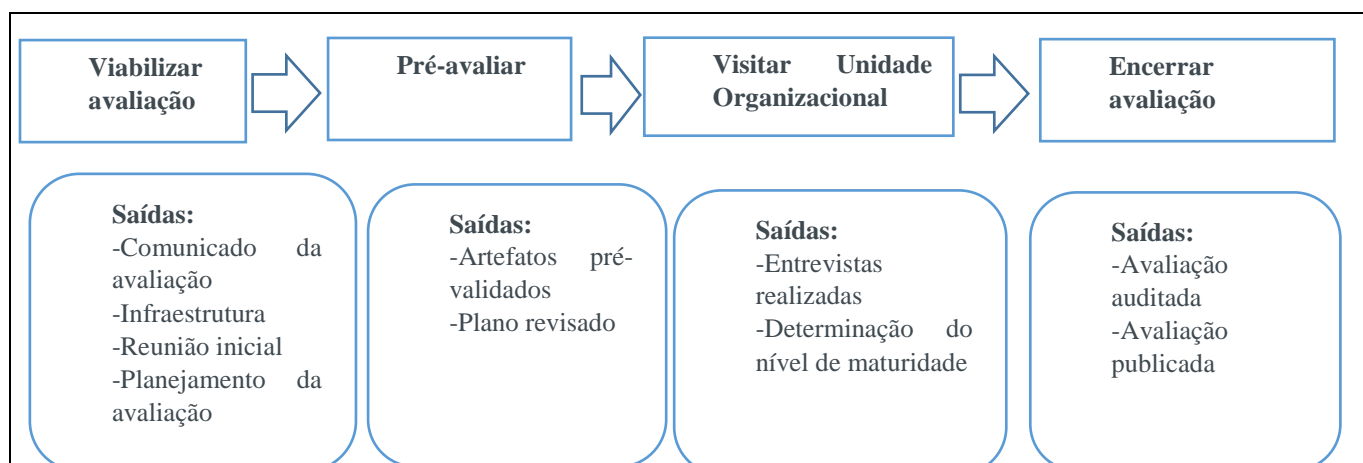 Viabilizar
avaliação
Pré-avaliar
Visitar Unidade
Organizacional
Encerrar
avaliação
Saídas:
-Comunicado da
avaliação
-Infraestrutura
-Reunião inicial
-Planejamento da
avaliação
Saídas:
-Artefatos pré-
validados
-Plano revisado
Saídas:
-Entrevistas
realizadas
-Determinação do
nível de maturidade
Saídas:
-Avaliação
auditada
-Avaliação
publicada